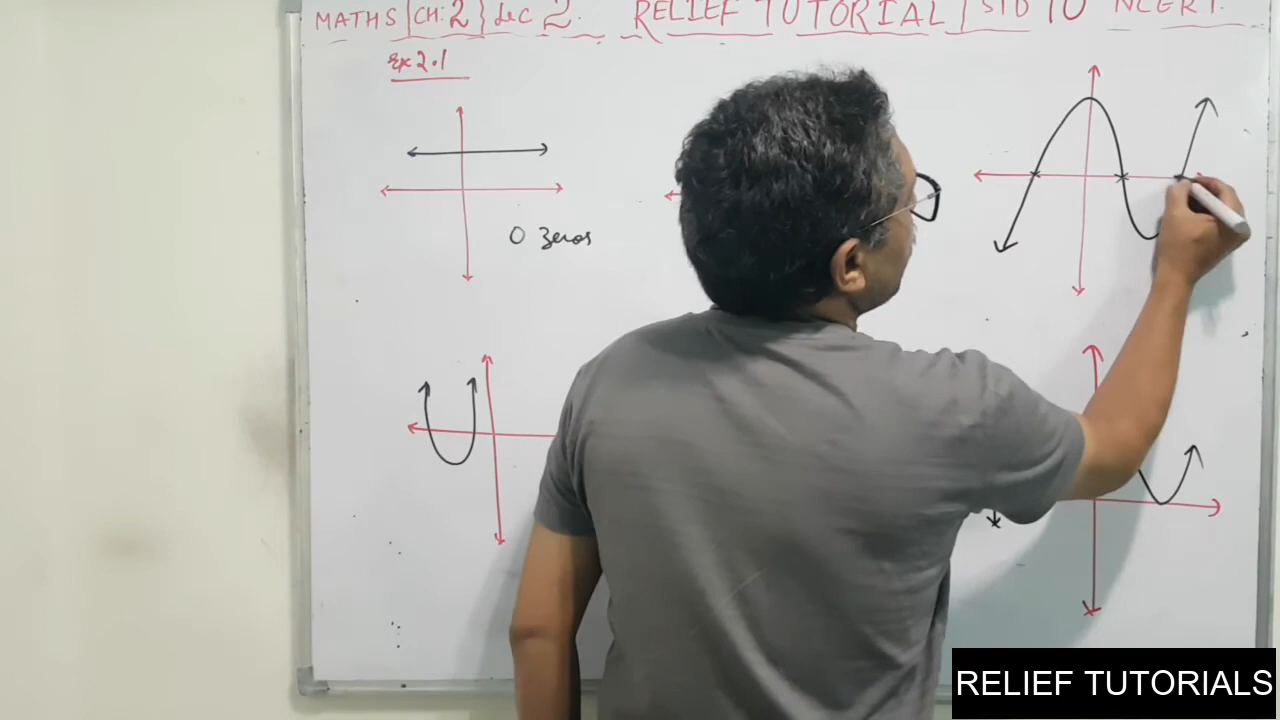 MATHS | CH: 2 | LEC 2. RELIEF TUTORIAL | STD 10 NCERT.
Ex 2.1
0 zeros
RELIEF TUTORIALS